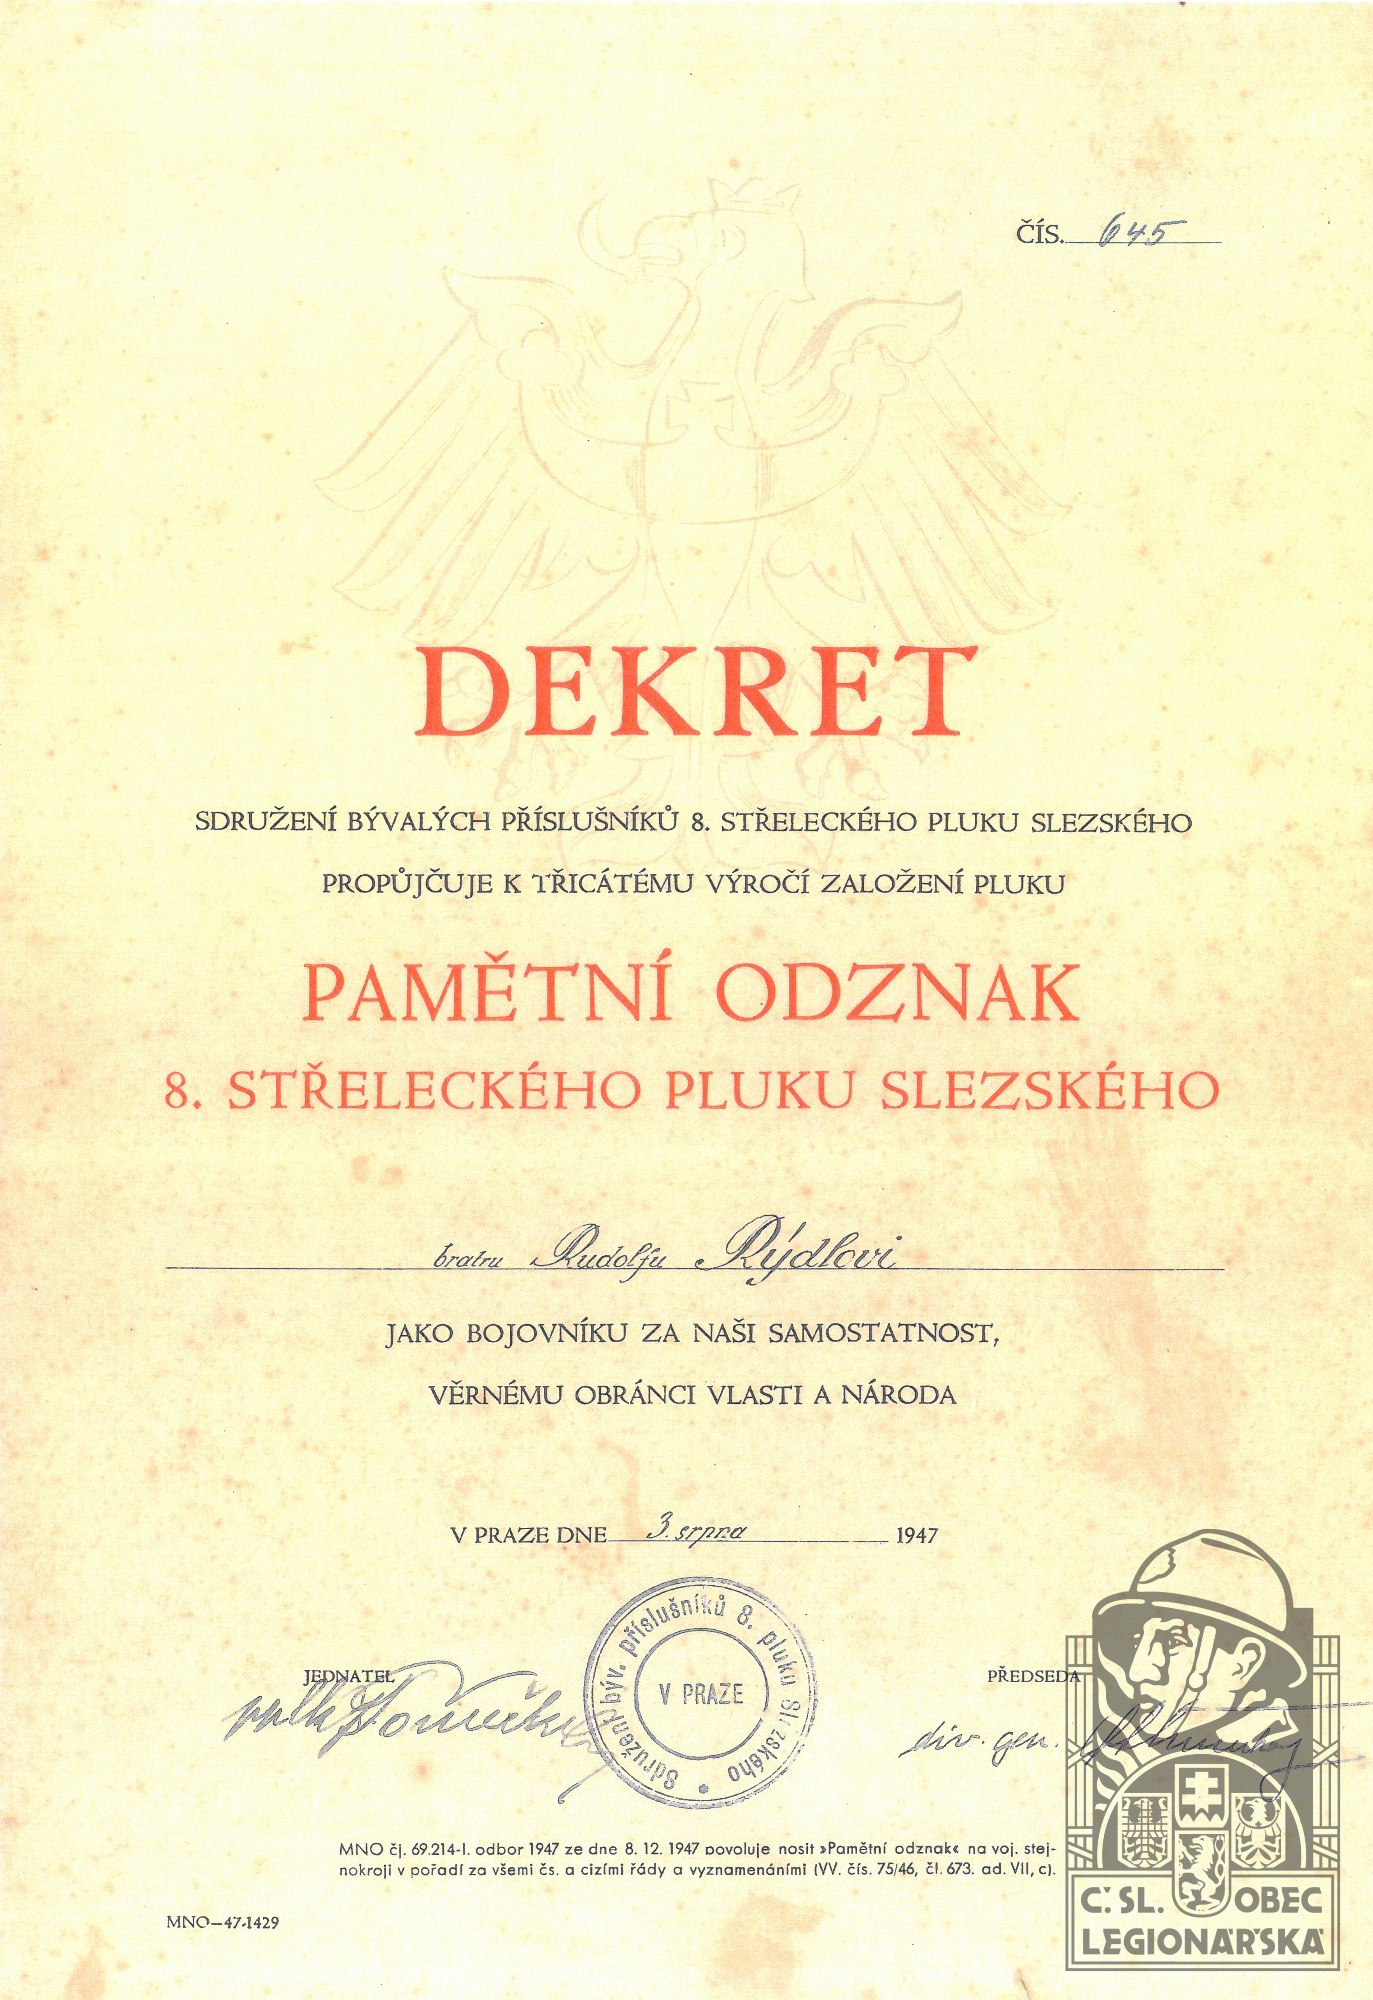 ČÍS. 645
DEKRET
SDRUŽENÍ BÝVALÝCH PŘÍSLUŠNÍKŮ 8. STŘELECKÉHO PLUKU SLEZSKÉHO
PROPŮJČUJE K TŘICÁTÉMU VÝROČÍ ZALOŽENÍ PLUKU
PAMĚTNÍ ODZNAK
8. STŘELECKÉHO PLUKU SLEZSKÉHO
bratru Rudolfu Rýdlovi
JAKO BOJOVNÍKU ZA NAŠI SAMOSTATNOST,
VĚRNÉMU OBRÁNCI VLASTI A NÁRODA
V PRAZE DNE 3. srpna 1947
Sdružení býv. příslušníků 8. pluku Slezského
V PRAZE
JEDNATEL
PŘEDSEDA
div. gen.
MNO čj. 69.214-I. odbor 1947 ze dne 8. 12. 1947 povoluje nosit »Pamětní odznak« na voj. stej-
nokroji v pořadí za všemi čs. a cizími řády a vyznamenáními (VV. čís. 75/46, čl. 673. ad. VII, c).
MNO—47-1429
Č. SL. OBEC
LEGIONÁŘSKÁ